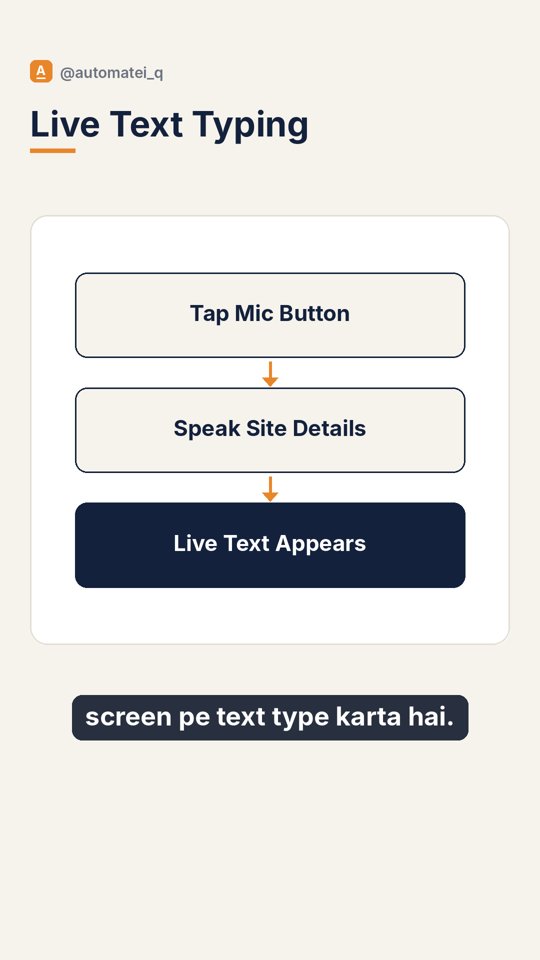 A
@automatei_q
Live Text Typing
Tap Mic Button
Speak Site Details
Live Text Appears
screen pe text type karta hai.